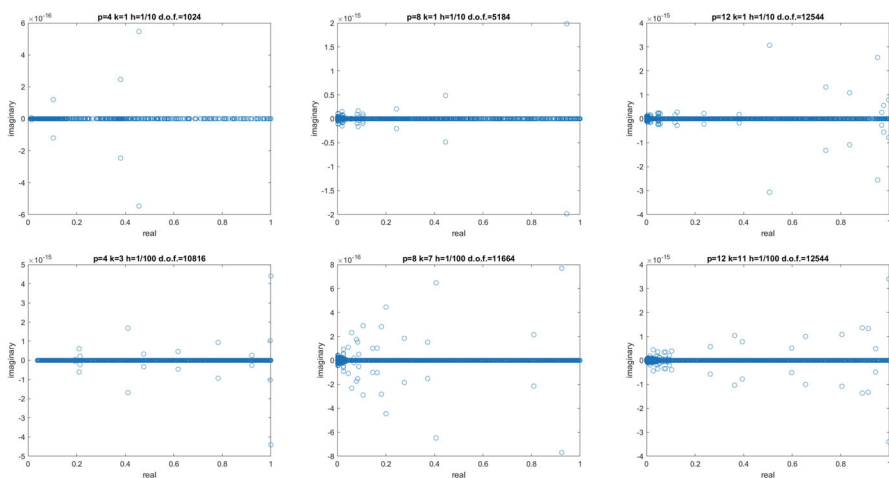 p=4 k=1 h=1/10 d.o.f.=1024
×10⁻¹⁶
6
4
2
0
-2
-4
-6
imaginary
0 0.2 0.4 0.6 0.8 1
real
p=8 k=1 h=1/10 d.o.f.=5184
×10⁻¹⁵
2
1.5
1
0.5
0
-0.5
-1
-1.5
-2
imaginary
0 0.2 0.4 0.6 0.8 1
real
p=12 k=1 h=1/10 d.o.f.=12544
×10⁻¹⁵
4
3
2
1
0
-1
-2
-3
-4
imaginary
0 0.2 0.4 0.6 0.8 1
real
p=4 k=3 h=1/100 d.o.f.=10816
×10⁻¹⁵
5
4
3
2
1
0
-1
-2
-3
-4
-5
imaginary
0 0.2 0.4 0.6 0.8 1
real
p=8 k=7 h=1/100 d.o.f.=11664
×10⁻¹⁶
8
6
4
2
0
-2
-4
-6
-8
imaginary
0 0.2 0.4 0.6 0.8 1
real
p=12 k=11 h=1/100 d.o.f.=12544
×10⁻¹⁵
4
3
2
1
0
-1
-2
-3
-4
imaginary
0 0.2 0.4 0.6 0.8 1
real